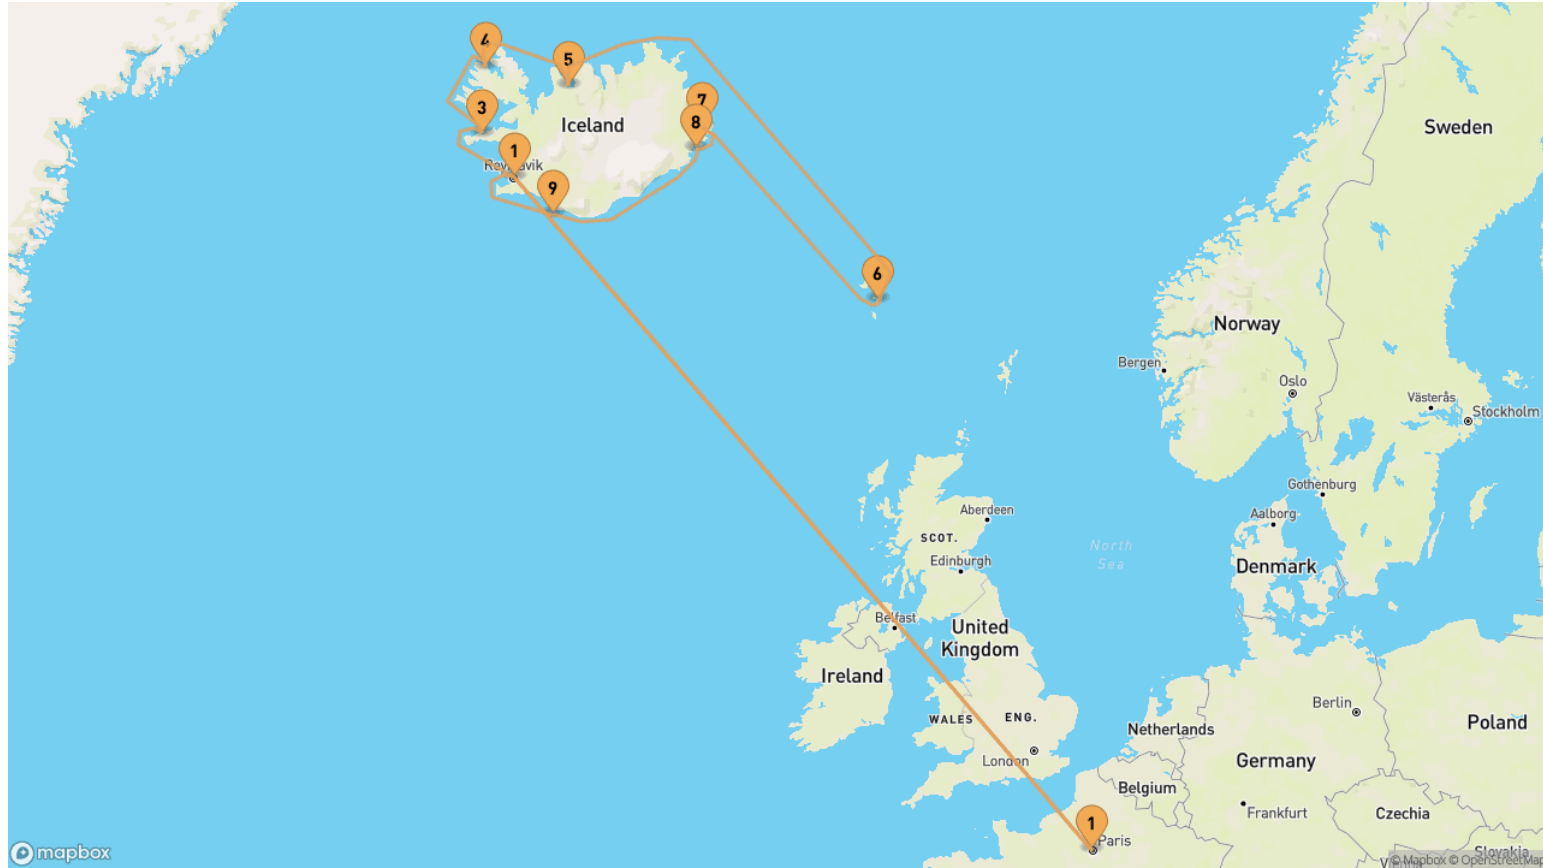 4
5
7
3
8
Sweden
Iceland
1
Reykjavik
9
6
Norway
Bergen
Oslo
Västerås
Stockholm
Gothenburg
Aalborg
Aberdeen
SCOT.
North
Sea
Edinburgh
Denmark
Belfast
United
Kingdom
Ireland
Berlin
WALES
ENG.
Netherlands
Poland
London
Germany
Belgium
Frankfurt
Czechia
1
Paris
Slovakia
mapbox
© Mapbox © OpenStreetMap